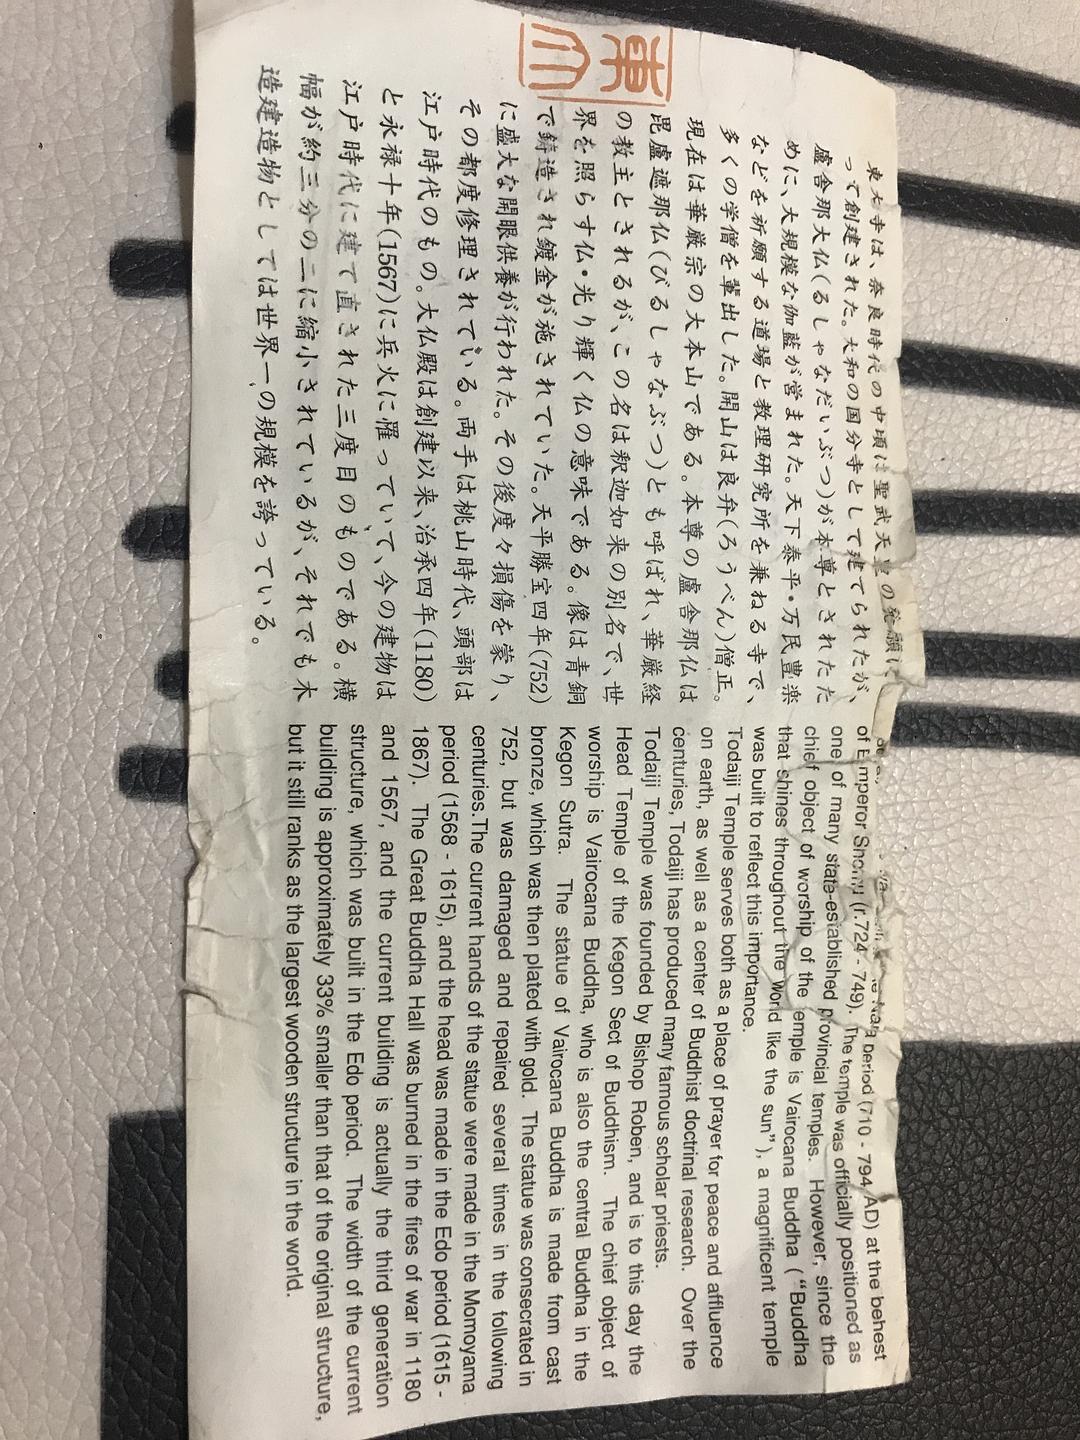 東大寺は、奈良時代の中頃に聖武天皇の発願に
って創建された。大和の国分寺として建てられたが、
盧舎那大仏(るしゃなだいぶつ)が本尊とされたた
めに、大規模な伽藍が営まれた。天下泰平・万民豊楽
などを祈願する道場と教理研究所を兼ねる寺で、
多くの学僧を輩出した。開山は良弁(ろうべん)僧正。
現在は華厳宗の大本山である。本尊の盧舎那仏は
毘盧遮那仏(びるしゃなぶつ)とも呼ばれ、華厳経
の教主とされるが、この名は釈迦如来の別名で、世
界を照らす仏・光り輝く仏の意味である。像は青銅
で鋳造され鍍金が施されていた。天平勝宝四年(752)
に盛大な開眼供養が行われた。その後度々損傷を蒙り、
その都度修理されている。両手は桃山時代、頭部は
江戸時代のもの。大仏殿は創建以来、治承四年(1180)
と永禄十年(1567)に兵火に罹っていて、今の建物は
江戸時代に建て直された三度目のものである。横
幅が約三分の二に縮小されているが、それでも木
造建造物としては世界一の規模を誇っている。
東
period (710 - 794 AD) at the behest
of Emperor Shomu (r.724 - 749). The temple was officially positioned as
one of many state-established provincial temples. However, since the
chief object of worship of the temple is Vairocana Buddha ( “Buddha
that shines throughout the World like the sun”), a magnificent temple
was built to reflect this importance.
Todaiji Temple serves both as a place of prayer for peace and affluence
on earth, as well as a center of Buddhist doctrinal research. Over the
centuries, Todaiji has produced many famous scholar priests.
Todaiji Temple was founded by Bishop Roben, and is to this day the
Head Temple of the Kegon Sect of Buddhism. The chief object of
worship is Vairocana Buddha, who is also the central Buddha in the
Kegon Sutra. The statue of Vairocana Buddha is made from cast
bronze, which was then plated with gold. The statue was consecrated in
752, but was damaged and repaired several times in the following
centuries.The current hands of the statue were made in the Momoyama
period (1568 - 1615), and the head was made in the Edo period (1615 -
1867). The Great Buddha Hall was burned in the fires of war in 1180
and 1567, and the current building is actually the third generation
structure, which was built in the Edo period. The width of the current
building is approximately 33% smaller than that of the original structure,
but it still ranks as the largest wooden structure in the world.